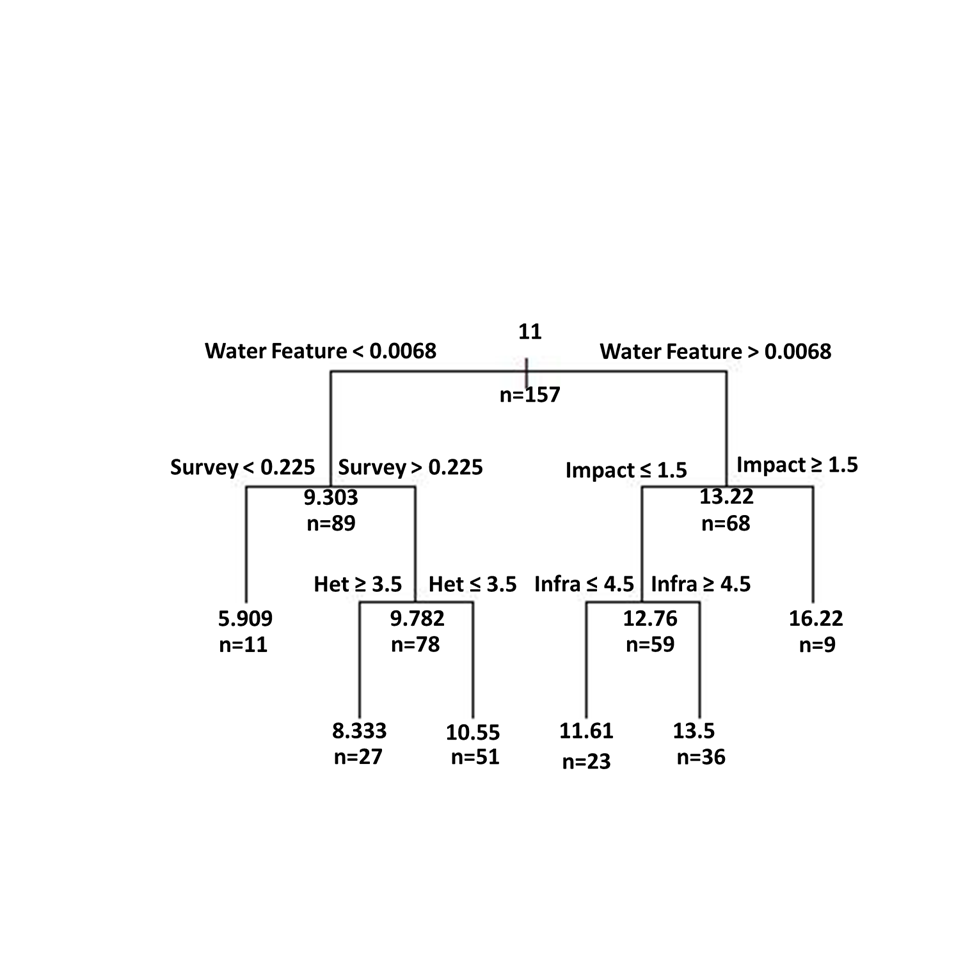 11
Water Feature < 0.0068
Water Feature > 0.0068
n=157
Survey < 0.225
Survey > 0.225
Impact ≤ 1.5
Impact ≥ 1.5
9.303
n=89
13.22
n=68
Het ≥ 3.5
Het ≤ 3.5
Infra ≤ 4.5
Infra ≥ 4.5
5.909
n=11
9.782
n=78
12.76
n=59
16.22
n=9
8.333
n=27
10.55
n=51
11.61
n=23
13.5
n=36